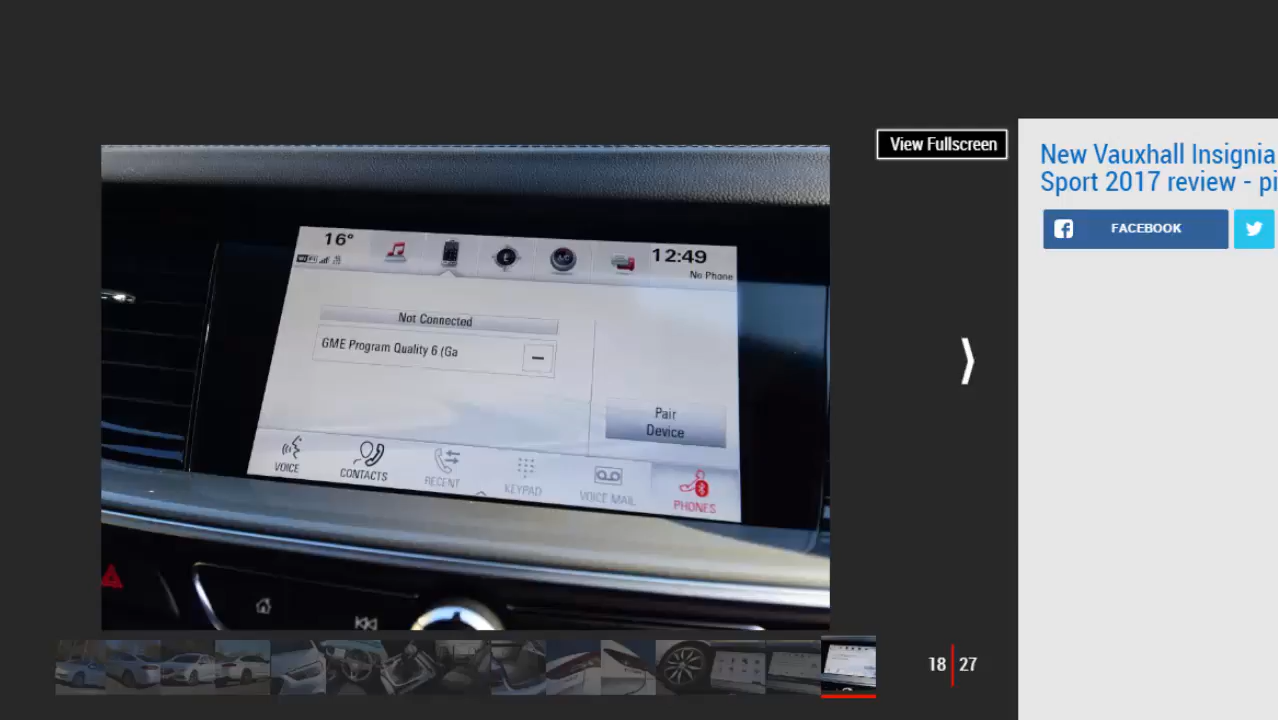 View Fullscreen
New Vauxhall Insignia
Sport 2017 review - pi
FACEBOOK
16°
12:49
No Phone
Not Connected
GME Program Quality 6 (Ga
Pair
Device
VOICE
CONTACTS
RECENT
KEYPAD
VOICE MAIL
PHONES
18 27